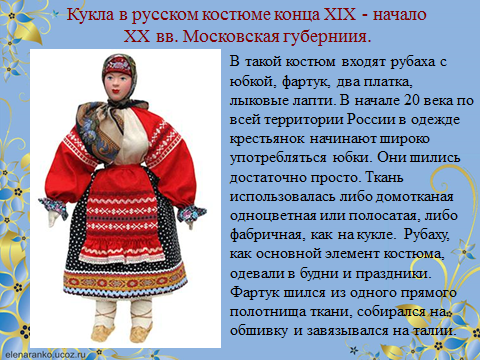 Кукла в русском костюме конца XIX - начало
XX вв. Московская губерниия.
В такой костюм входят рубаха с
юбкой, фартук, два платка,
лыковые лапти. В начале 20 века по
всей территории России в одежде
крестьянок начинают широко
употребляться юбки. Они шились
достаточно просто. Ткань
использовалась либо домотканая
одноцветная или полосатая, либо
фабричная, как на кукле. Рубаху,
как основной элемент костюма,
одевали в будни и праздники.
Фартук шился из одного прямого
полотнища ткани, собирался на
обшивку и завязывался на талии.
elenaranko.ucoz.ru